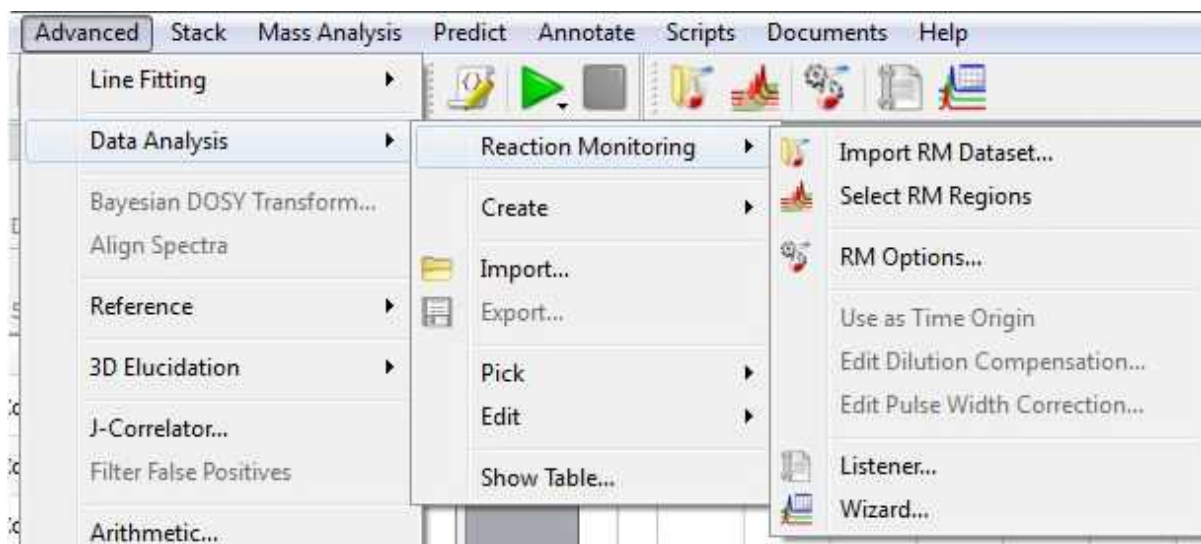 Advanced Stack Mass Analysis Predict Annotate Scripts Documents Help
Line Fitting
Data Analysis
Bayesian DOSY Transform...
Align Spectra
Reference
3D Elucidation
J-Correlator...
Filter False Positives
Arithmetic...
Reaction Monitoring
Create
Import...
Export...
Pick
Edit
Show Table...
Import RM Dataset...
Select RM Regions
RM Options...
Use as Time Origin
Edit Dilution Compensation...
Edit Pulse Width Correction...
Listener...
Wizard...